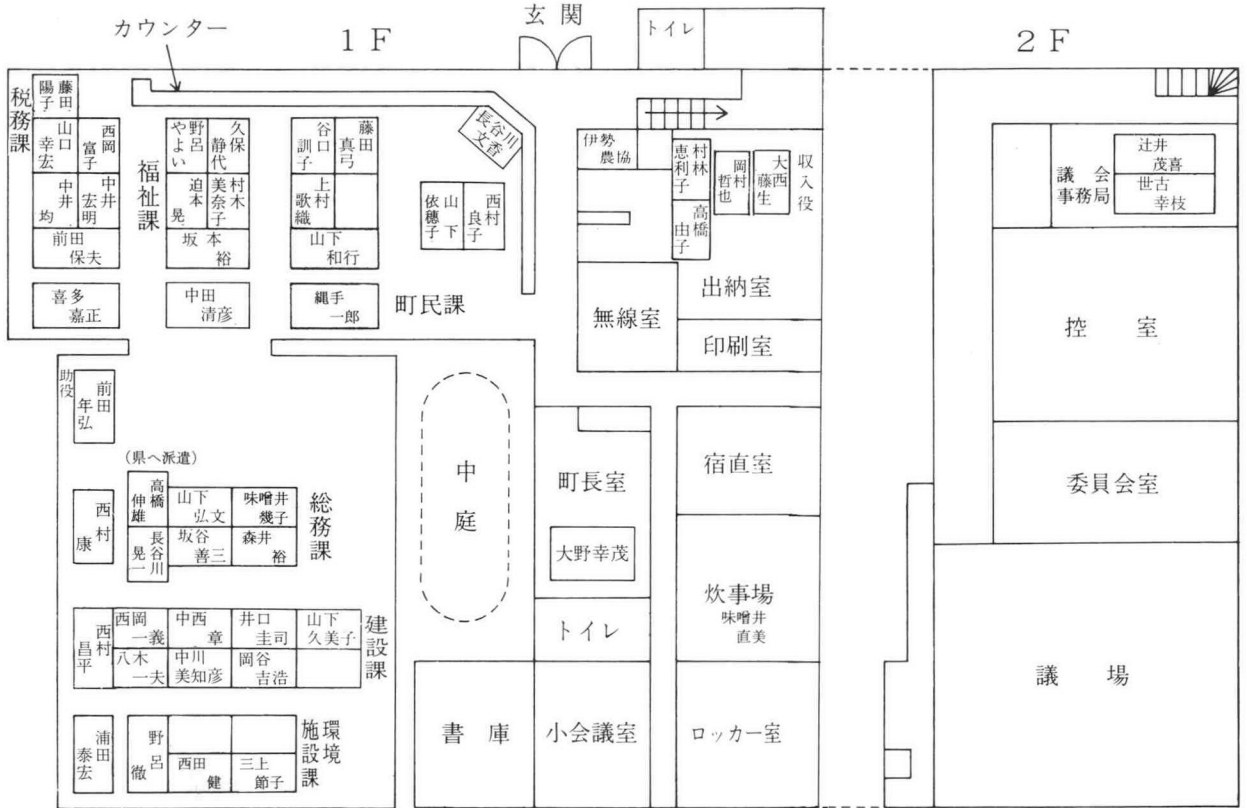 カウンター
1F
玄関
トイレ
2F
税務課
藤田
陽子
山口
幸宏
西岡
富子
中井
均
中井
宏明
前田
保夫
喜多
嘉正
福祉課
野呂
やよい
久保
静代
迫本
晃
村木
美奈子
坂本
裕
中田
清彦
谷口
訓子
藤田
真弓
上村
歌織
山下
和行
縄手
一郎
町民課
長谷川
文香
山下
依穂子
西村
良子
伊勢
農協
村林
恵利子
高橋
由子
岡村
哲也
大西
藤生
収入役
出納室
無線室
印刷室
議会
事務局
辻井
茂喜
世古
幸枝
控室
委員会室
議場
助役
前田
年弘
(県へ派遣)
西村
康
高橋
伸雄
長谷川
晃一
山下
弘文
味噌井
幾子
坂谷
善三
森井
裕
総務課
西村
昌平
西岡
一義
中西
章
井口
圭司
山下
久美子
八木
一夫
中川
美知彦
岡谷
吉浩
建設課
浦田
泰宏
野呂
徹
西田
健
三上
節子
環境
施設課
中庭
町長室
大野幸茂
トイレ
書庫
小会議室
宿直室
炊事場
味噌井
直美
ロッカー室